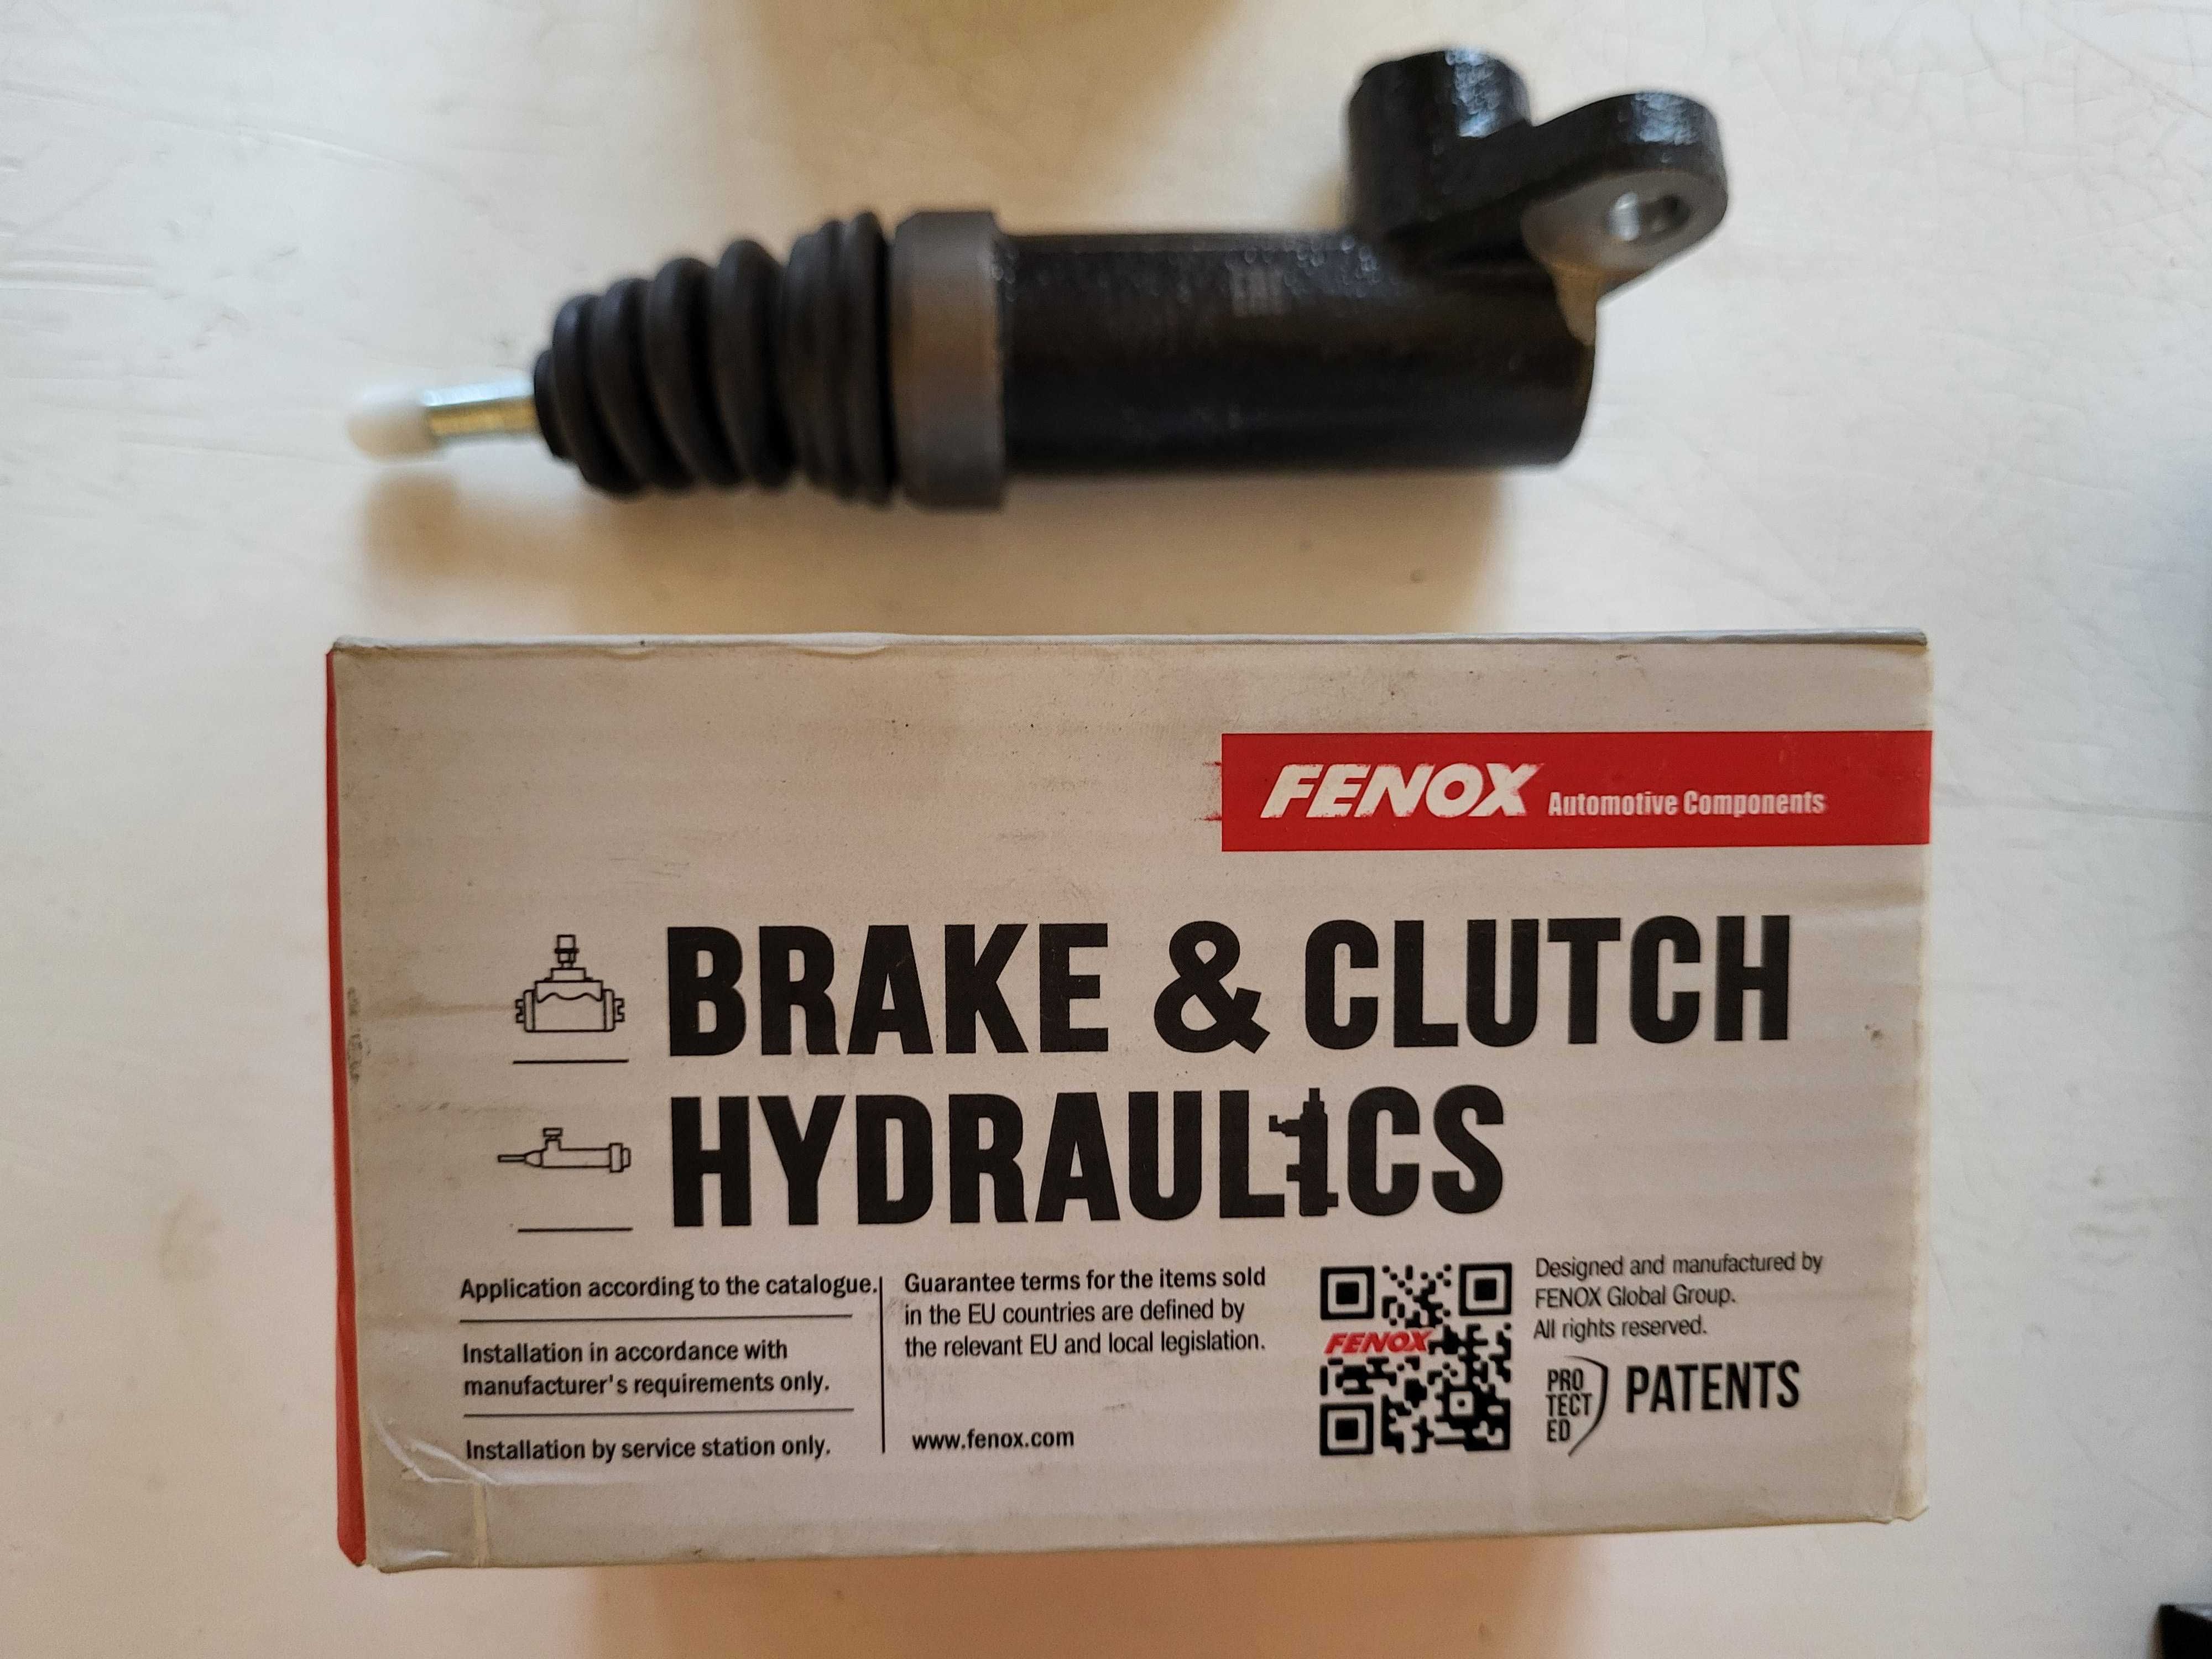 FENOX Automotive Components
BRAKE & CLUTCH
HYDRAULICS
Application according to the catalogue.
Installation in accordance with
manufacturer's requirements only.
Installation by service station only.
Guarantee terms for the items sold
in the EU countries are defined by
the relevant EU and local legislation.
www.fenox.com
FENOX
Designed and manufactured by
FENOX Global Group.
All rights reserved.
PRO
TECT
ED
PATENTS